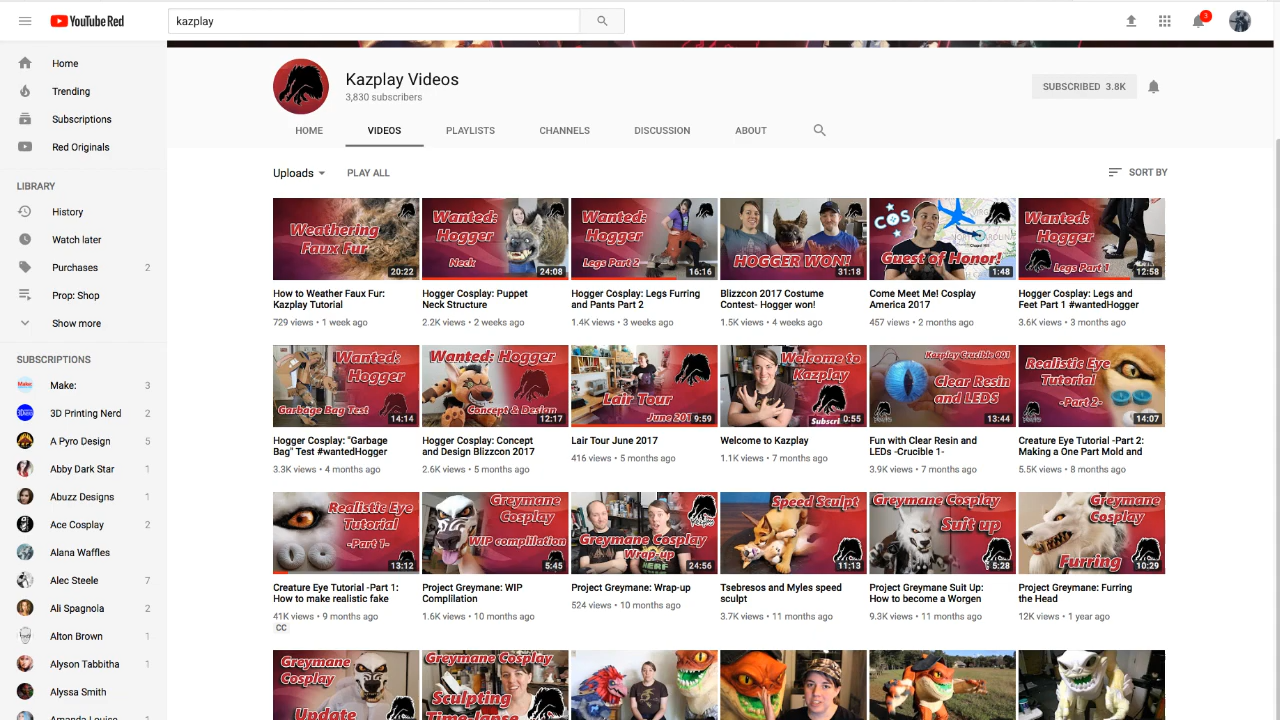 YouTube Red
kazplay
3
Home
Trending
Subscriptions
Red Originals
LIBRARY
History
Watch later
Purchases 2
Prop: Shop
Show more
SUBSCRIPTIONS
Make: 3
3D Printing Nerd 2
A Pyro Design 5
Abby Dark Star 1
Abuzz Designs 1
Ace Cosplay 2
Alana Waffles
Alec Steele 7
Ali Spagnola 2
Alton Brown 1
Alyson Tabbitha 1
Alyssa Smith
Amanda Louise 1
Kazplay Videos
3,830 subscribers
SUBSCRIBED 3.8K
HOME VIDEOS PLAYLISTS CHANNELS DISCUSSION ABOUT
Uploads PLAY ALL
SORT BY
Weathering
Faux Fur
20:22
How to Weather Faux Fur:
Kazplay Tutorial
729 views • 1 week ago
Wanted:
Hogger
Neck
24:08
Hogger Cosplay: Puppet
Neck Structure
2.2K views • 2 weeks ago
Wanted:
Hogger
Legs Part 2
16:16
Hogger Cosplay: Legs Furring
and Pants Part 2
1.4K views • 3 weeks ago
HOGGER WON!
31:18
Blizzcon 2017 Costume
Contest- Hogger won!
1.5K views • 4 weeks ago
COS
NORTH CAROLINA
Guest of Honor!
1:48
Come Meet Me! Cosplay
America 2017
457 views • 2 months ago
Wanted:
Hogger
Legs Part 1
12:58
Hogger Cosplay: Legs and
Feet Part 1 #wantedHogger
3.6K views • 3 months ago
Wanted:
Hogger
Garbage Bag Test
14:14
Hogger Cosplay: "Garbage
Bag" Test #wantedHogger
3.3K views • 4 months ago
Wanted: Hogger
Concept & Design
12:17
Hogger Cosplay: Concept
and Design Blizzcon 2017
2.6K views • 5 months ago
Lair Tour
June 201
9:59
Lair Tour June 2017
416 views • 5 months ago
Welcome to
Kazplay
Subscri
0:55
Welcome to Kazplay
1.1K views • 7 months ago
Kazplay Crucible 001
Clear Resin
and LEDS
13:44
Fun with Clear Resin and
LEDs -Crucible 1-
3.9K views • 7 months ago
Realistic Eye
Tutorial
-Part 2-
14:07
Creature Eye Tutorial -Part 2:
Making a One Part Mold and
5.5K views • 8 months ago
Realistic Eye
Tutorial
-Part 1-
13:12
Creature Eye Tutorial -Part 1:
How to make realistic fake
41K views • 9 months ago
CC
Greymane
Cosplay
WIP complilation
5:45
Project Greymane: WIP
Complilation
1.6K views • 10 months ago
Greymane Cosplay
Wrap-up
24:56
Project Greymane: Wrap-up
524 views • 10 months ago
Speed Sculpt
11:13
Tsebresos and Myles speed
sculpt
3.7K views • 11 months ago
Greymane Cosplay
Suit up
5:28
Project Greymane Suit Up:
How to become a Worgen
9.3K views • 11 months ago
Greymane
Cosplay
Furring
10:29
Project Greymane: Furring
the Head
12K views • 1 year ago
Greymane
Cosplay
Update
Greymane Cosplay
Sculpting
Time-lapse